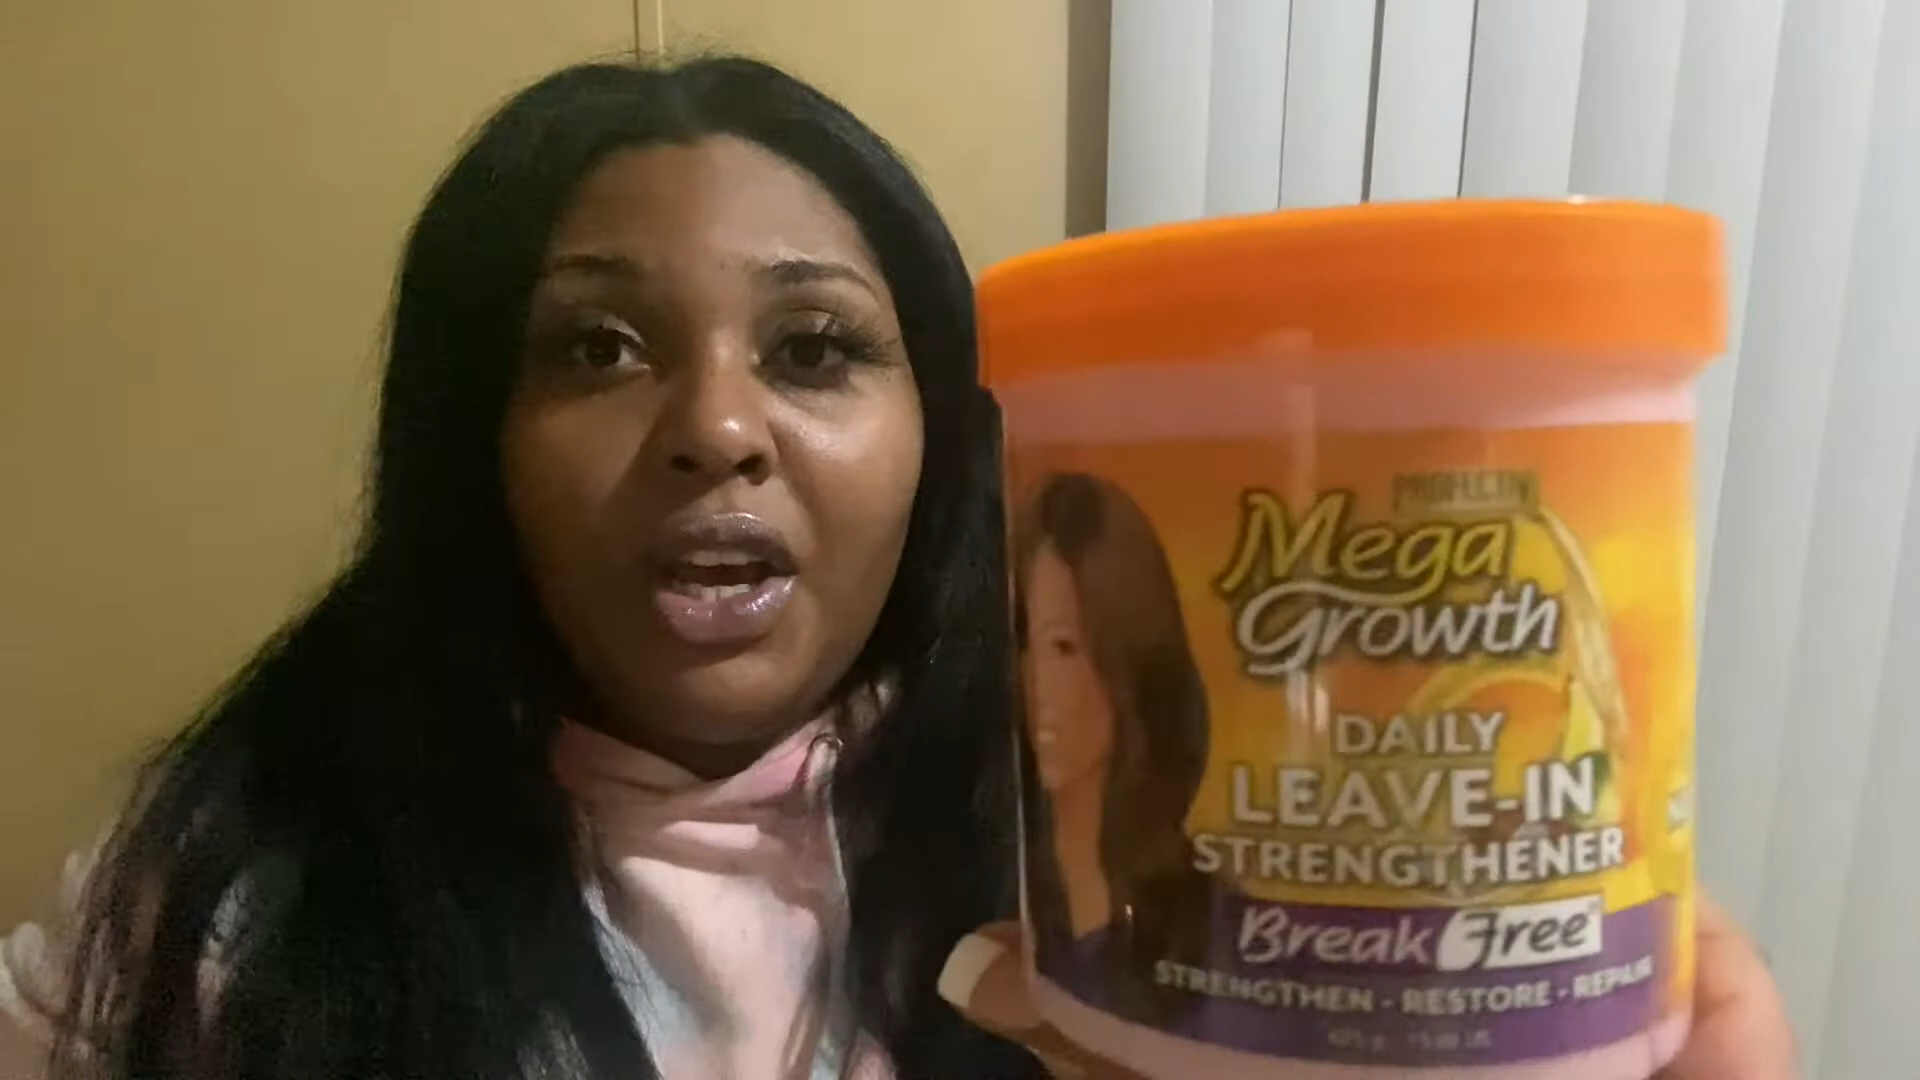 PROFECTIV
Mega
Growth
DAILY
LEAVE-IN
STRENGTHENER
Break Free
STRENGTHEN - RESTORE - REPAIR